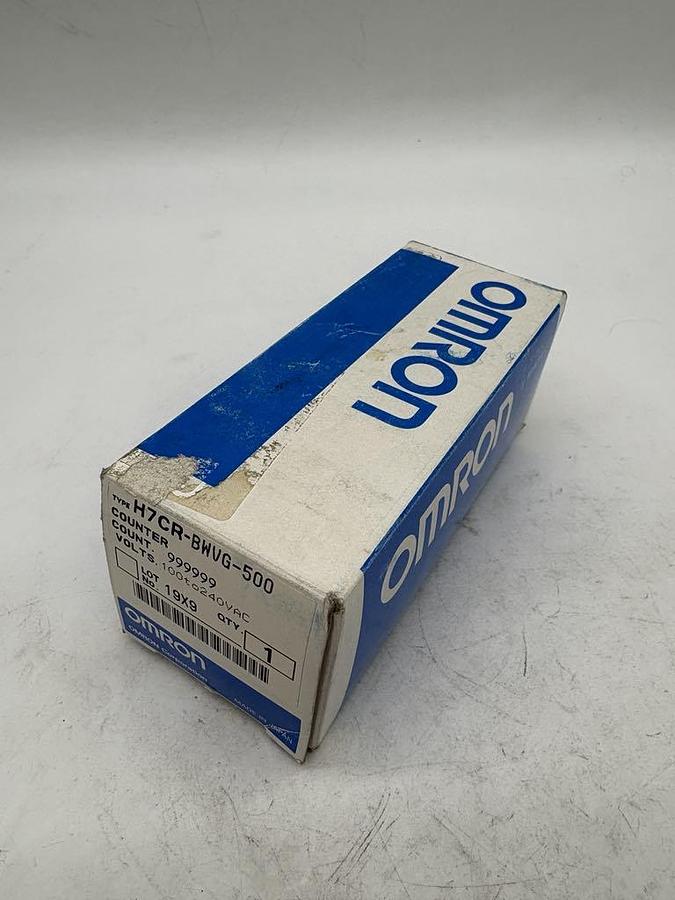 OMRON
OMRON
TYPE H7CR-BWVG-500
COUNTER
COUNT. 999999
VOLTS. 100to240VAC
LOT NO. 19X9 QTY. 1
OMRON
OMRON Corporation
MADE IN JAPAN